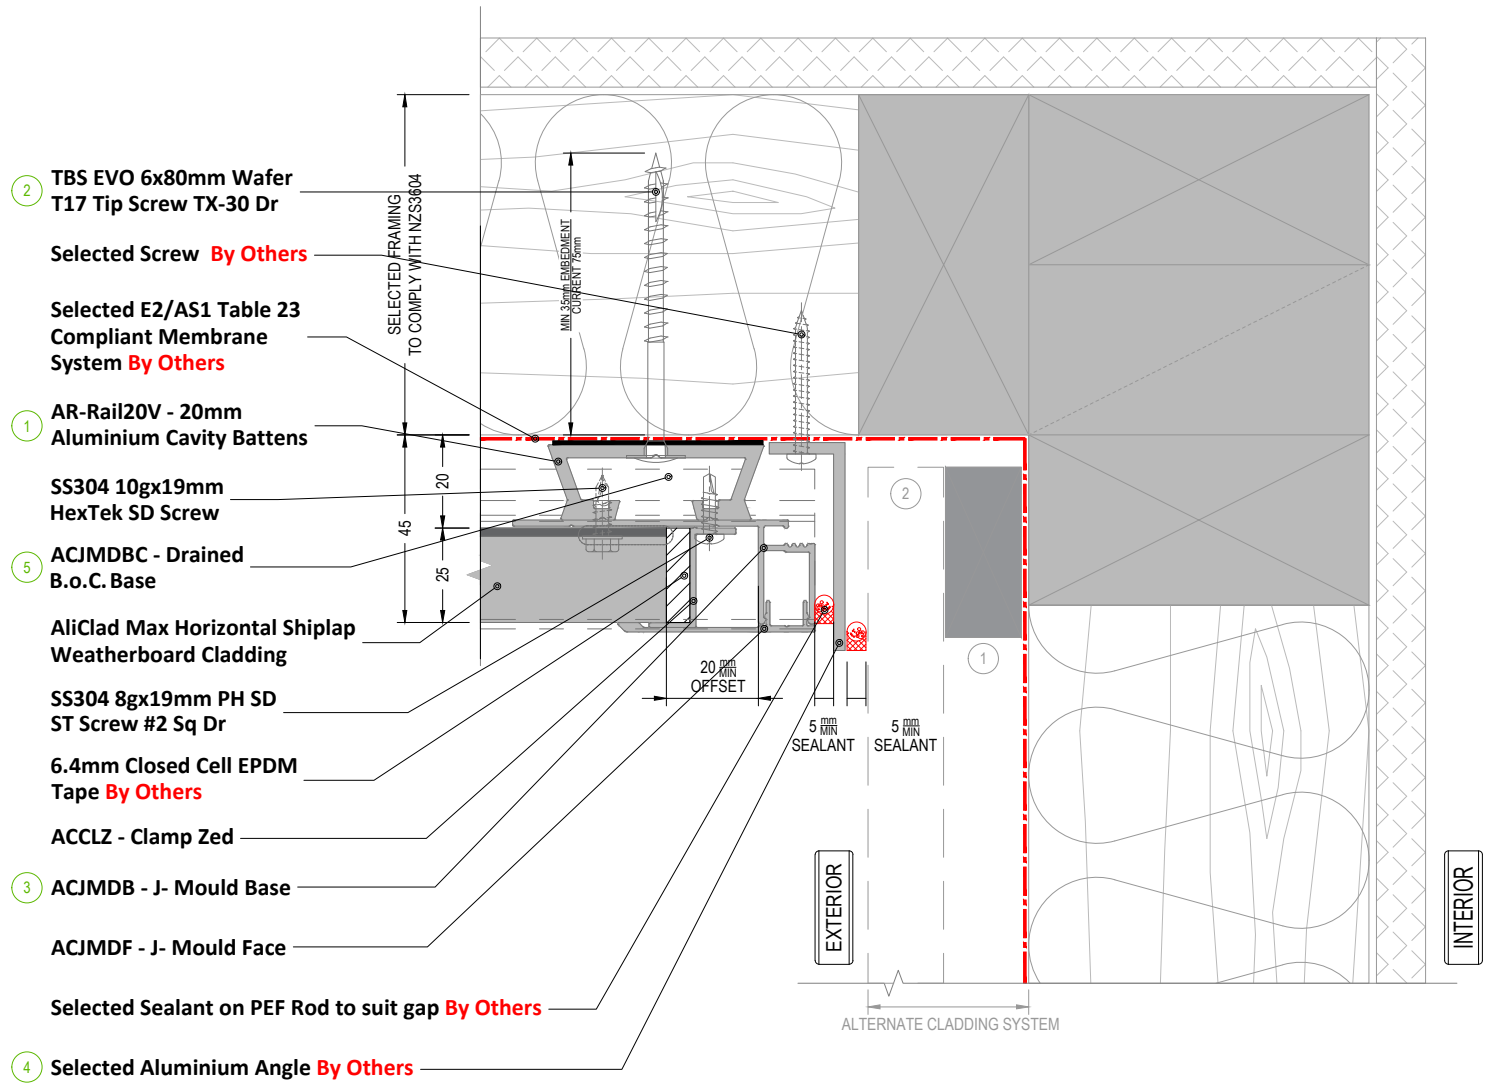 2
TBS EVO 6x80mm Wafer
T17 Tip Screw TX-30 Dr
Selected Screw By Others
Selected E2/AS1 Table 23
Compliant Membrane
System By Others
1
AR-Rail20V - 20mm
Aluminium Cavity Battens
SS304 10gx19mm
HexTek SD Screw
5
ACJMDBC - Drained
B.o.C. Base
AliClad Max Horizontal Shiplap
Weatherboard Cladding
SS304 8gx19mm PH SD
ST Screw #2 Sq Dr
6.4mm Closed Cell EPDM
Tape By Others
ACCLZ - Clamp Zed
3
ACJMDB - J- Mould Base
ACJMDF - J- Mould Face
Selected Sealant on PEF Rod to suit gap By Others
4
Selected Aluminium Angle By Others
SELECTED FRAMING
TO COMPLY WITH NZS3604
MIN 35mm EMBEDMENT
CURRENT 75mm
45
20
25
20 mm MIN
OFFSET
5 mm MIN
SEALANT
5 mm MIN
SEALANT
2
1
EXTERIOR
INTERIOR
ALTERNATE CLADDING SYSTEM